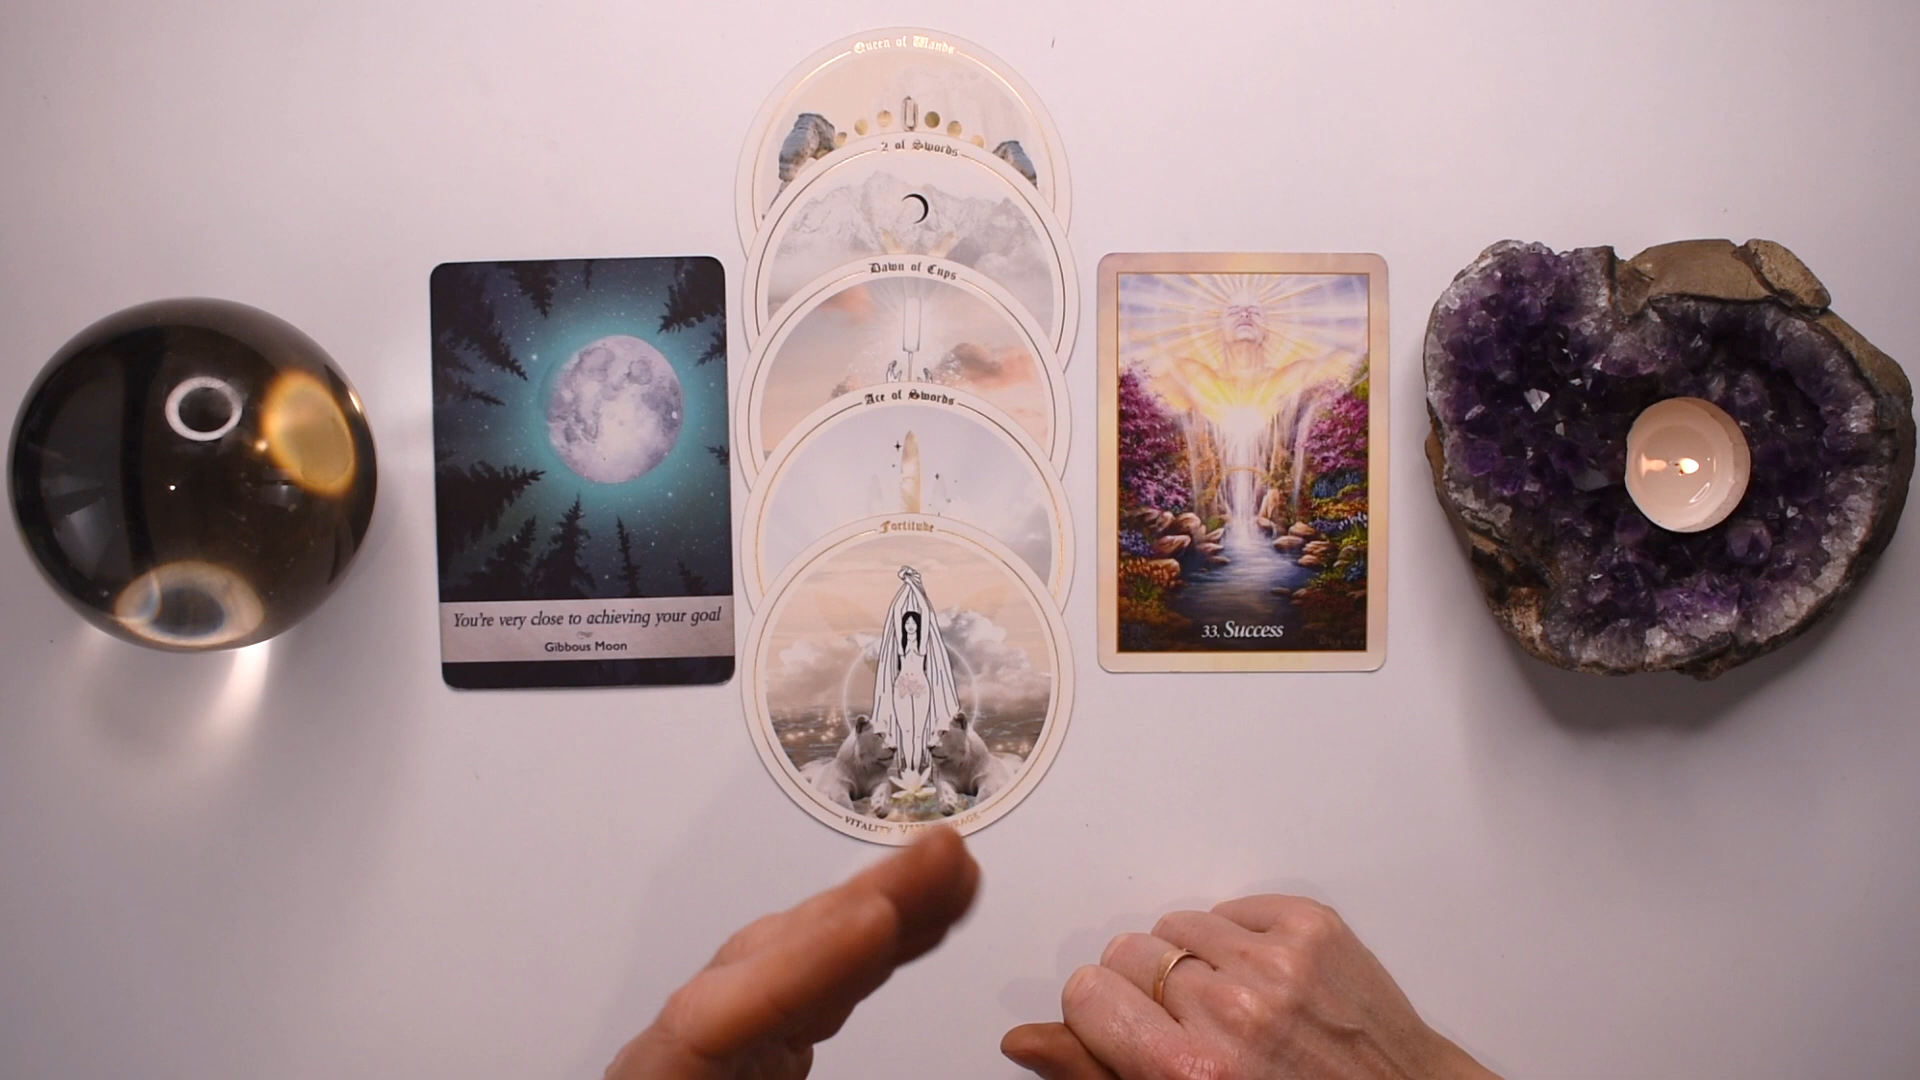 Queen of Wands
2 of Swords
Dawn of Cups
Ace of Swords
Fortitude
VITALITY
You're very close to achieving your goal
Gibbous Moon
33. Success